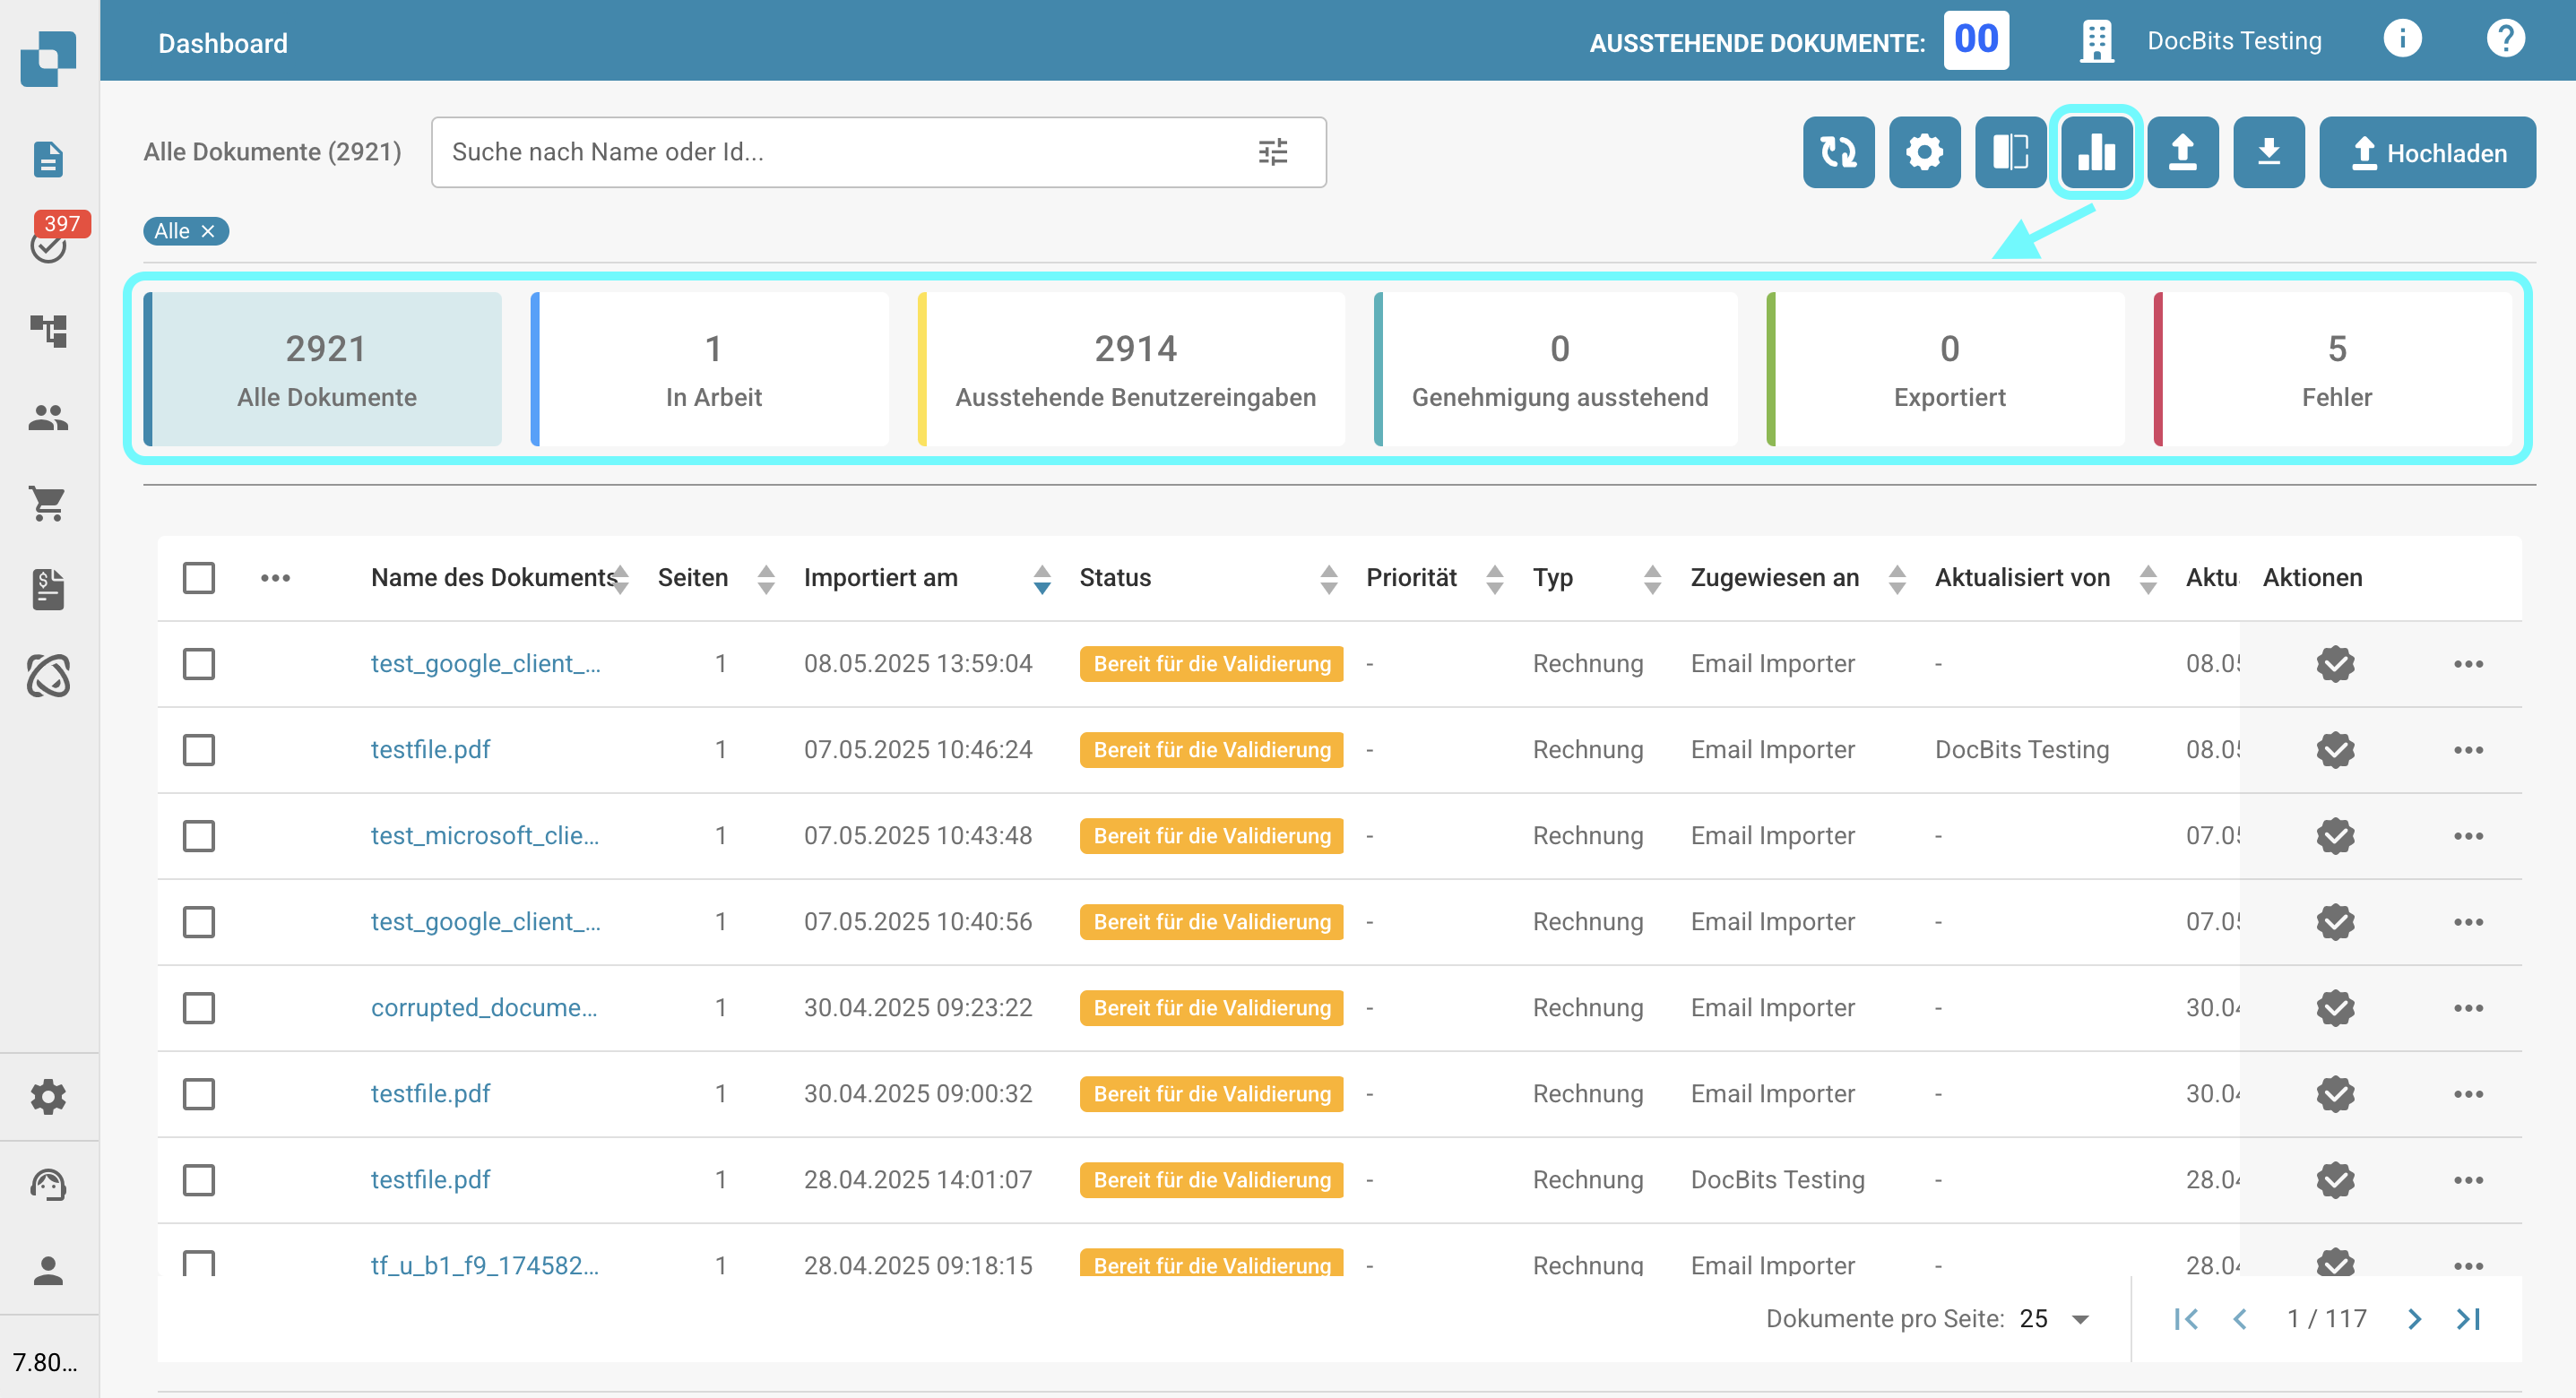 Dashboard
AUSSTEHENDE DOKUMENTE: 00
DocBits Testing
Alle Dokumente (2921)
Suche nach Name oder Id...
Hochladen
397
Alle
2921
Alle Dokumente
1
In Arbeit
2914
Ausstehende Benutzereingaben
0
Genehmigung ausstehend
0
Exportiert
5
Fehler
Name des Dokuments Seiten Importiert am Status Priorität Typ Zugewiesen an Aktualisiert von Aktu Aktionen
test_google_client_... 1 08.05.2025 13:59:04 Bereit für die Validierung - Rechnung Email Importer - 08.05
testfile.pdf 1 07.05.2025 10:46:24 Bereit für die Validierung - Rechnung Email Importer DocBits Testing 08.05
test_microsoft_clie... 1 07.05.2025 10:43:48 Bereit für die Validierung - Rechnung Email Importer - 07.05
test_google_client_... 1 07.05.2025 10:40:56 Bereit für die Validierung - Rechnung Email Importer - 07.05
corrupted_docume... 1 30.04.2025 09:23:22 Bereit für die Validierung - Rechnung Email Importer - 30.04
testfile.pdf 1 30.04.2025 09:00:32 Bereit für die Validierung - Rechnung Email Importer - 30.04
testfile.pdf 1 28.04.2025 14:01:07 Bereit für die Validierung - Rechnung DocBits Testing - 28.04
tf_u_b1_f9_174582... 1 28.04.2025 09:18:15 Bereit für die Validierung - Rechnung Email Importer - 28.04
Dokumente pro Seite: 25
1 / 117
7.80...